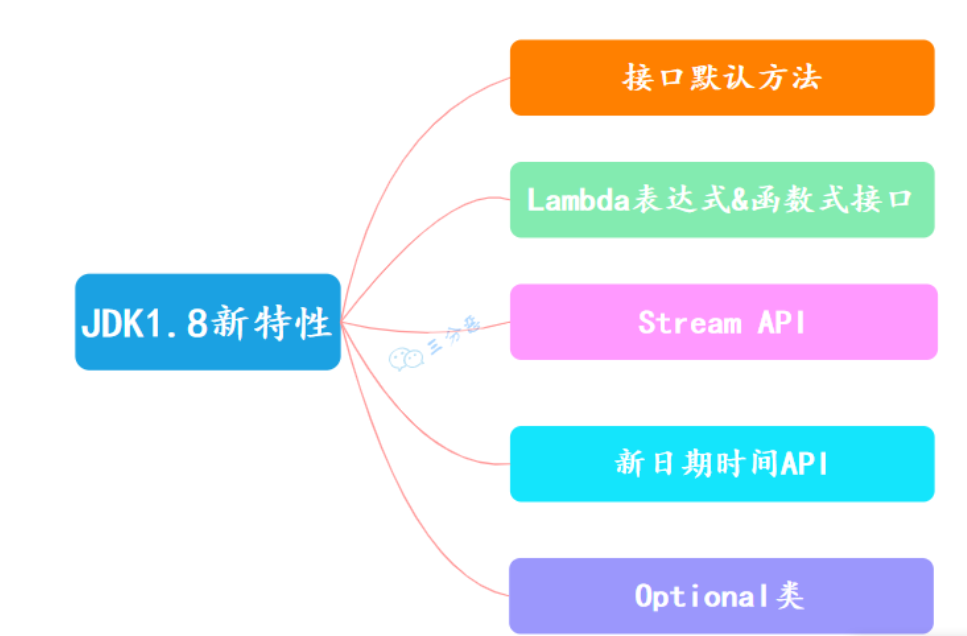 接口默认方法
Lambda表达式&函数式接口
JDK1.8新特性
Stream API
三分恶
新日期时间API
Optional类